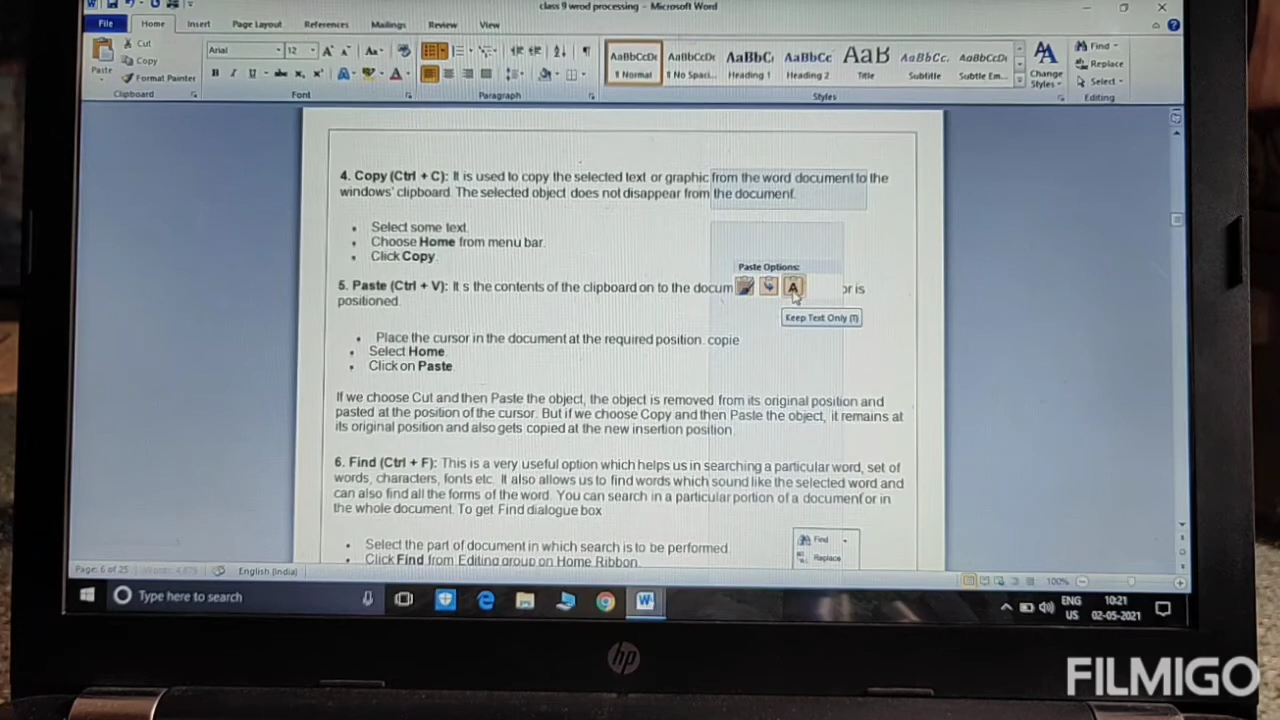 class 9 wrod processing - Microsoft Word
File Home Insert Page Layout References Mailings Review View
Cut
Copy
Format Painter
Paste
Clipboard
Arial 12
Font
Paragraph
AaBbCcDc AaBbCcDc AaBbC AaBbCc AaB AaBbCc. AaBbCcDi
¶ Normal ¶ No Spaci... Heading 1 Heading 2 Title Subtitle Subtle Em...
Styles
Change
Styles
Find
Replace
Select
Editing
4. Copy (Ctrl + C): It is used to copy the selected text or graphic from the word document to the
windows' clipboard. The selected object does not disappear from the document.
• Select some text.
• Choose Home from menu bar.
• Click Copy.
Paste Options:
5. Paste (Ctrl + V): It s the contents of the clipboard on to the docum or is
positioned.
Keep Text Only (T)
• Place the cursor in the document at the required position. copie
• Select Home.
• Click on Paste.
If we choose Cut and then Paste the object, the object is removed from its original position and
pasted at the position of the cursor. But if we choose Copy and then Paste the object, it remains at
its original position and also gets copied at the new insertion position.
6. Find (Ctrl + F): This is a very useful option which helps us in searching a particular word, set of
words, characters, fonts etc. It also allows us to find words which sound like the selected word and
can also find all the forms of the word. You can search in a particular portion of a document or in
the whole document. To get Find dialogue box
• Select the part of document in which search is to be performed.
• Click Find from Editing group on Home Ribbon.
Find
Replace
Page: 6 of 25 English (India) 100%
Type here to search
ENG
US
10:21
02-05-2021
hp
FILMIGO